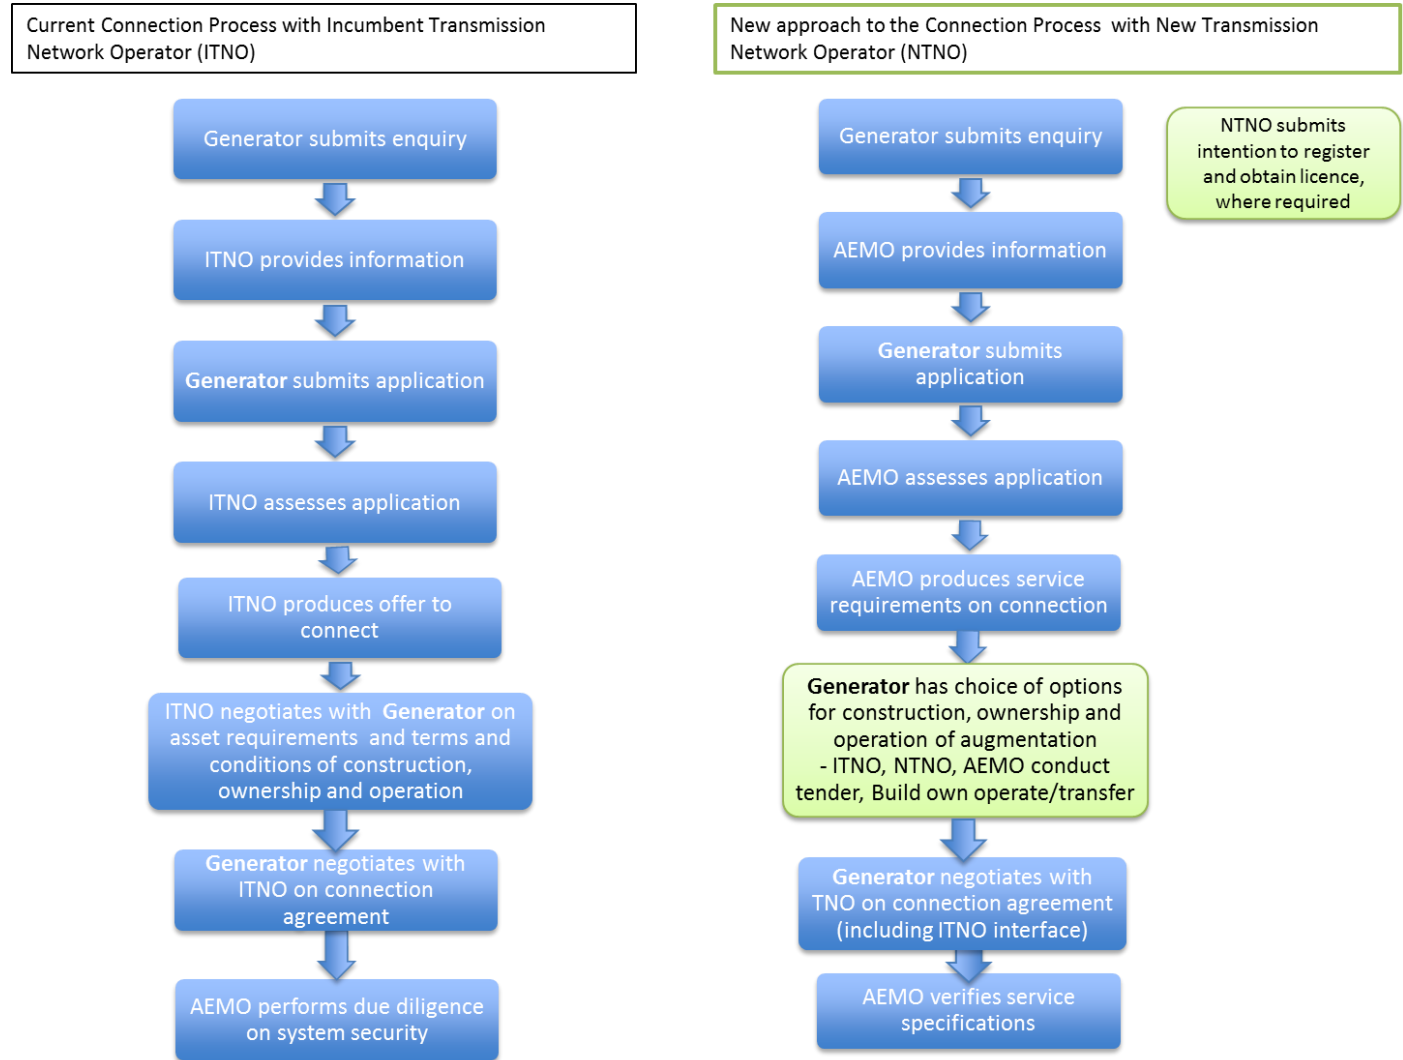 Current Connection Process with Incumbent Transmission
Network Operator (ITNO)
Generator submits enquiry
ITNO provides information
Generator submits application
ITNO assesses application
ITNO produces offer to
connect
ITNO negotiates with Generator on
asset requirements and terms and
conditions of construction,
ownership and operation
Generator negotiates with
ITNO on connection
agreement
AEMO performs due diligence
on system security
New approach to the Connection Process with New Transmission
Network Operator (NTNO)
Generator submits enquiry
NTNO submits
intention to register
and obtain licence,
where required
AEMO provides information
Generator submits
application
AEMO assesses application
AEMO produces service
requirements on connection
Generator has choice of options
for construction, ownership and
operation of augmentation
- ITNO, NTNO, AEMO conduct
tender, Build own operate/transfer
Generator negotiates with
TNO on connection agreement
(including ITNO interface)
AEMO verifies service
specifications